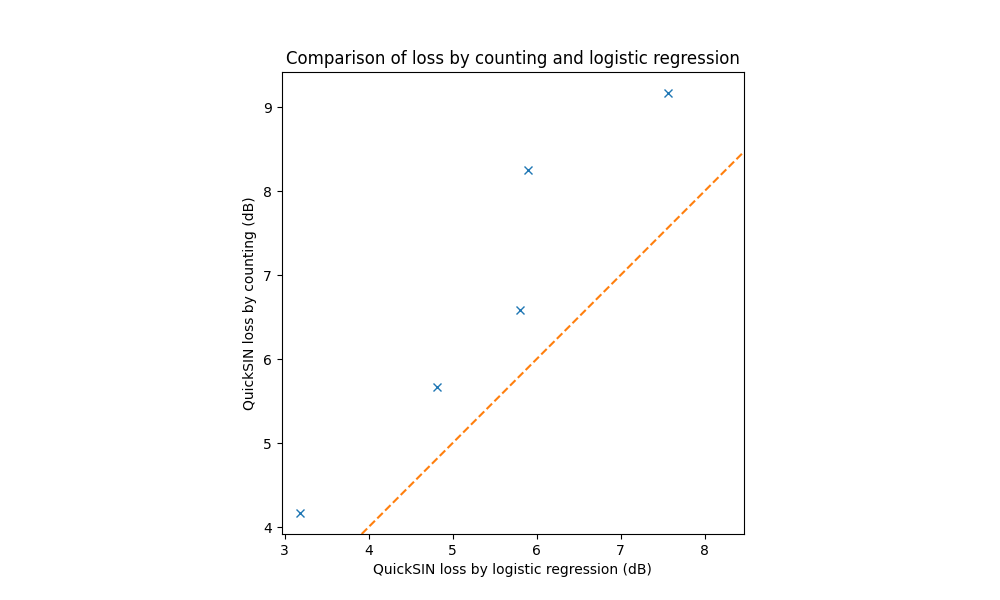 Comparison of loss by counting and logistic regression
9
8
7
6
5
4
QuickSIN loss by counting (dB)
3 4 5 6 7 8
QuickSIN loss by logistic regression (dB)